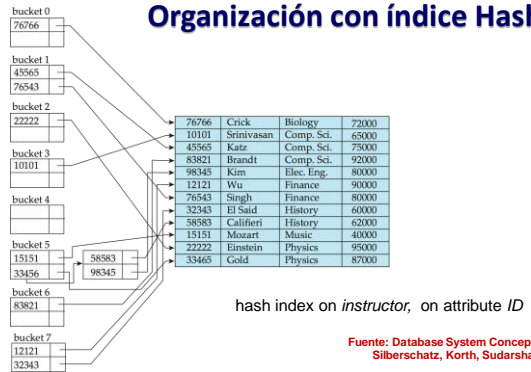 Organización con índice Hash
bucket 0
76766
bucket 1
45565
76543
bucket 2
22222
bucket 3
10101
bucket 4
bucket 5
15151
33456
58583
98345
bucket 6
83821
bucket 7
12121
32343
76766 Crick Biology 72000
10101 Srinivasan Comp. Sci. 65000
45565 Katz Comp. Sci. 75000
83821 Brandt Comp. Sci. 92000
98345 Kim Elec. Eng. 80000
12121 Wu Finance 90000
76543 Singh Finance 80000
32343 El Said History 60000
58583 Califieri History 62000
15151 Mozart Music 40000
22222 Einstein Physics 95000
33465 Gold Physics 87000
hash index on instructor, on attribute ID
Fuente: Database System Concep
Silberschatz, Korth, Sudarsha